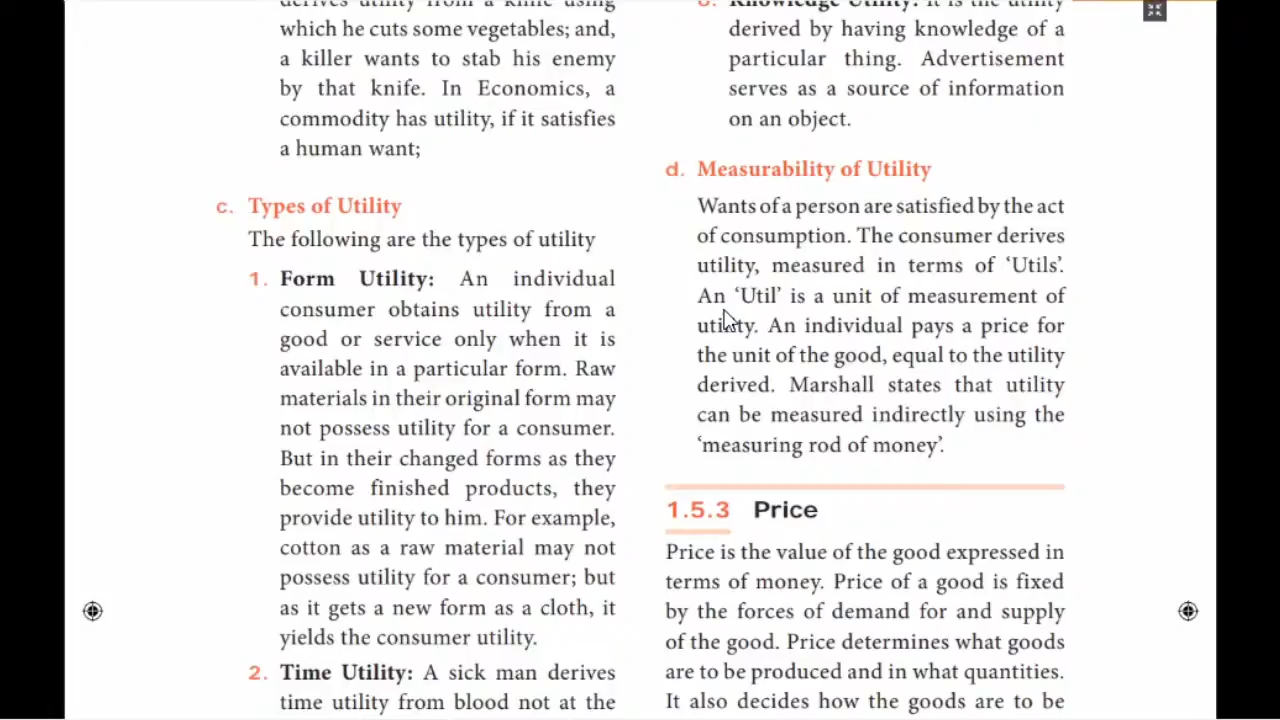 derives utility from a knife using
which he cuts some vegetables; and,
a killer wants to stab his enemy
by that knife. In Economics, a
commodity has utility, if it satisfies
a human want;
c. Types of Utility
The following are the types of utility
1. Form Utility: An individual
consumer obtains utility from a
good or service only when it is
available in a particular form. Raw
materials in their original form may
not possess utility for a consumer.
But in their changed forms as they
become finished products, they
provide utility to him. For example,
cotton as a raw material may not
possess utility for a consumer; but
as it gets a new form as a cloth, it
yields the consumer utility.
2. Time Utility: A sick man derives
time utility from blood not at the
Knowledge Utility: It is the utility
derived by having knowledge of a
particular thing. Advertisement
serves as a source of information
on an object.
d. Measurability of Utility
Wants of a person are satisfied by the act
of consumption. The consumer derives
utility, measured in terms of ‘Utils’.
An ‘Util’ is a unit of measurement of
utility. An individual pays a price for
the unit of the good, equal to the utility
derived. Marshall states that utility
can be measured indirectly using the
‘measuring rod of money’.
1.5.3 Price
Price is the value of the good expressed in
terms of money. Price of a good is fixed
by the forces of demand for and supply
of the good. Price determines what goods
are to be produced and in what quantities.
It also decides how the goods are to be